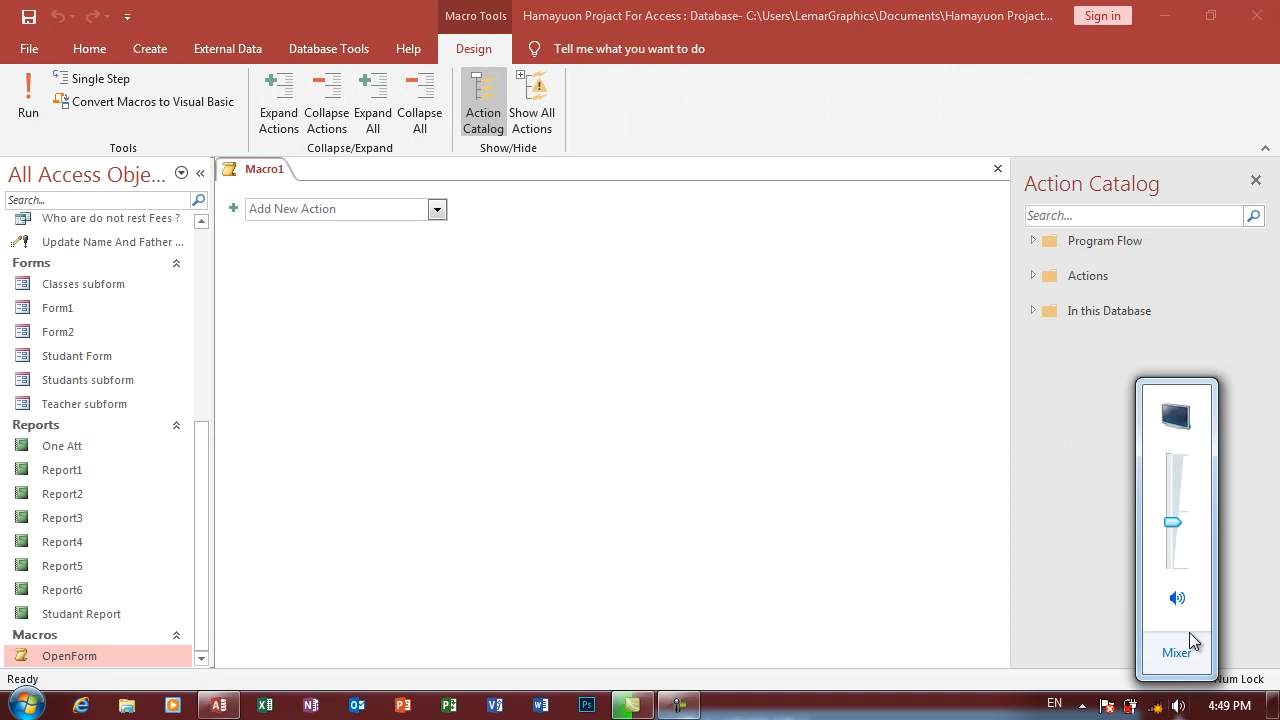 Macro Tools
Hamayuon Projact For Access : Database- C:\Users\LemarGraphics\Documents\Hamayuon Projact...
Sign in
File
Home
Create
External Data
Database Tools
Help
Design
Tell me what you want to do
Run
Single Step
Convert Macros to Visual Basic
Expand Actions
Collapse Actions
Expand All
Collapse All
Action Catalog
Show All Actions
Tools
Collapse/Expand
Show/Hide
All Access Obje...
Search...
Who are do not rest Fees ?
Update Name And Father ...
Forms
Classes subform
Form1
Form2
Student Form
Students subform
Teacher subform
Reports
One Att
Report1
Report2
Report3
Report4
Report5
Report6
Student Report
Macros
OpenForm
Macro1
Add New Action
Action Catalog
Search...
Program Flow
Actions
In this Database
Mixer
Ready
Num Lock
EN
4:49 PM